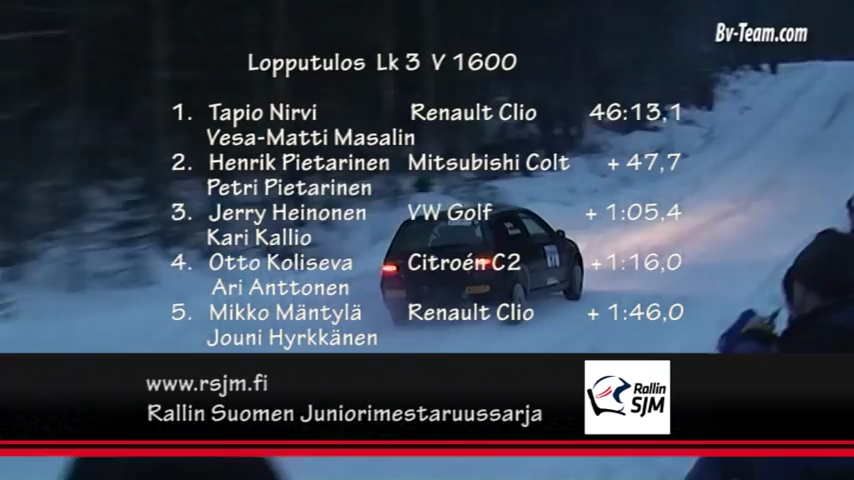 Bv-Team.com
Lopputulos Lk 3 V 1600
1. Tapio Nirvi Renault Clio 46:13,1
Vesa-Matti Masalin
2. Henrik Pietarinen Mitsubishi Colt + 47,7
Petri Pietarinen
3. Jerry Heinonen VW Golf + 1:05,4
Kari Kallio
4. Otto Koliseva Citroén C2 +1:16,0
Ari Anttonen
5. Mikko Mäntylä Renault Clio + 1:46,0
Jouni Hyrkkänen
www.rsjm.fi
Rallin Suomen Juniorimestaruussarja
Rallin
SJM